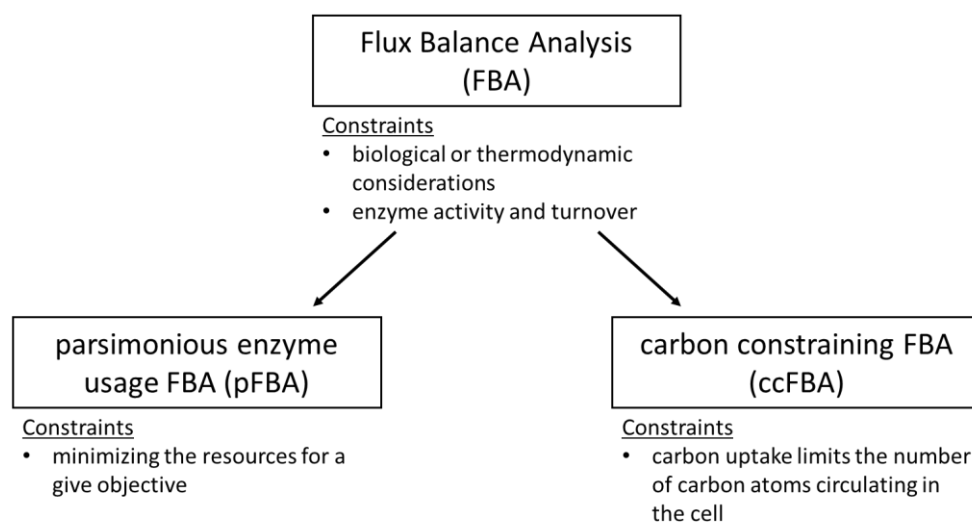 Flux Balance Analysis
(FBA)
Constraints
• biological or thermodynamic
considerations
• enzyme activity and turnover
parsimonious enzyme
usage FBA (pFBA)
Constraints
• minimizing the resources for a
give objective
carbon constraining FBA
(ccFBA)
Constraints
• carbon uptake limits the number
of carbon atoms circulating in
the cell